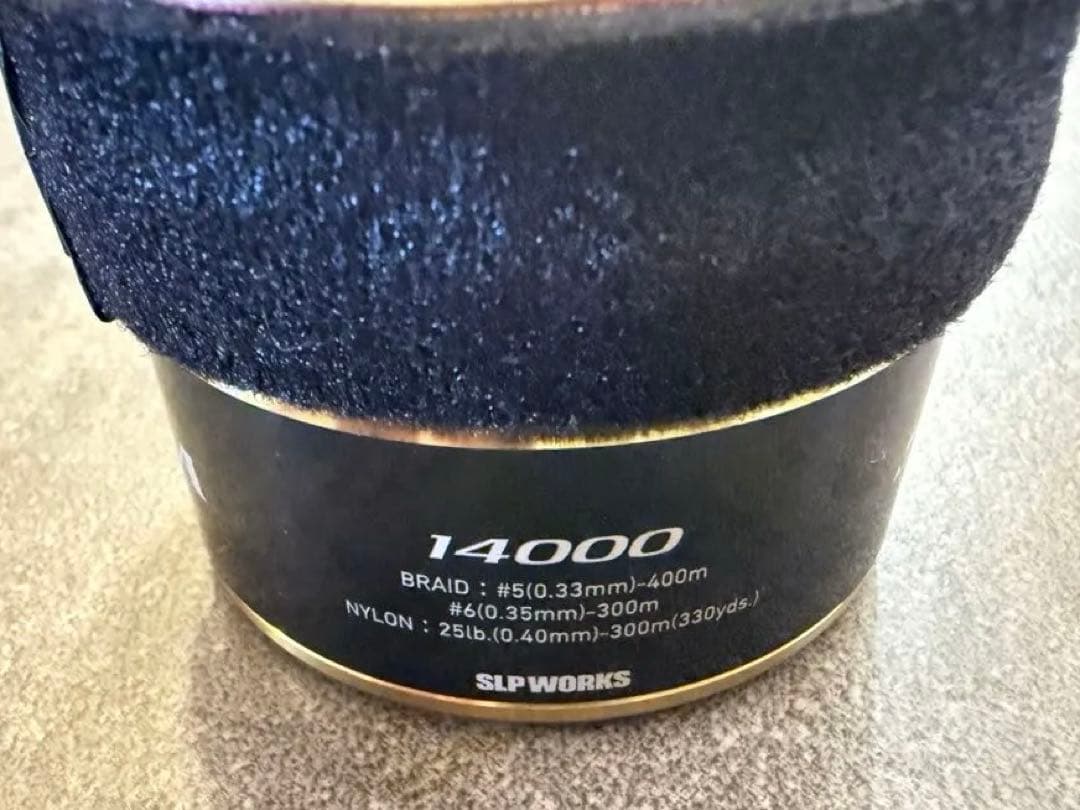 14000
BRAID : #5(0.33mm)-400m
#6(0.35mm)-300m
NYLON : 25lb.(0.40mm)-300m(330yds.)
SLP WORKS